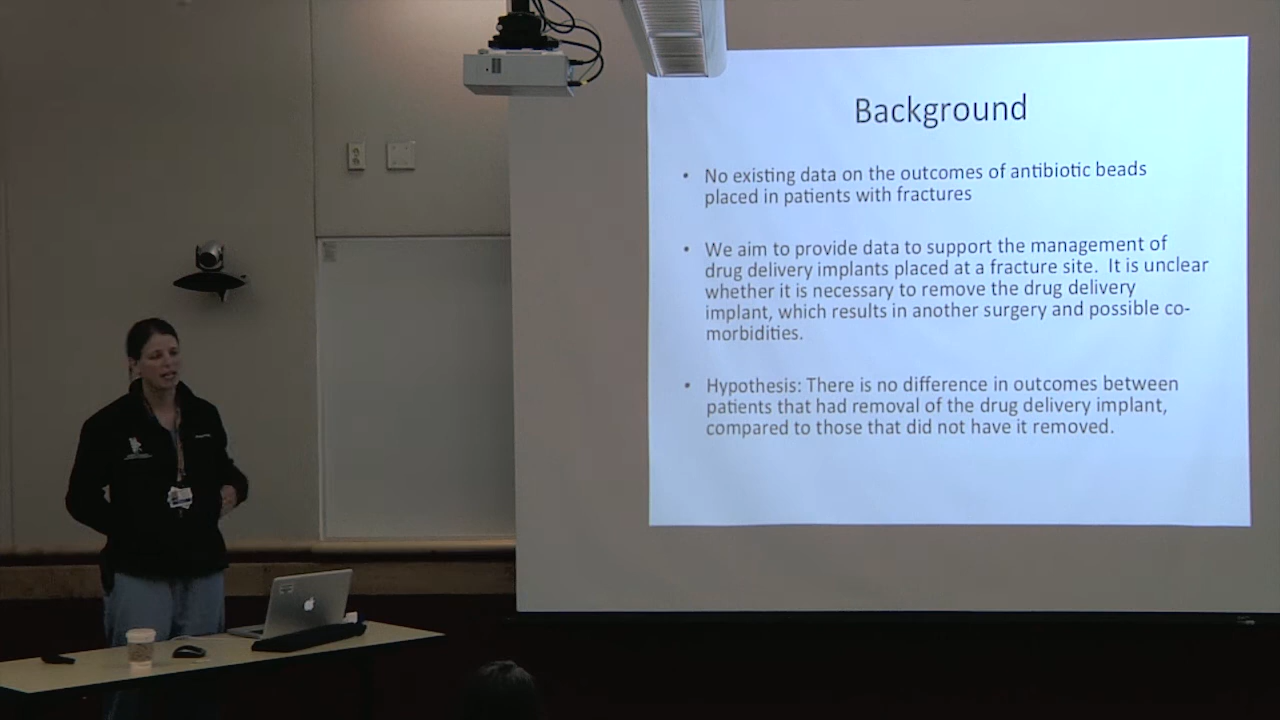 Background
• No existing data on the outcomes of antibiotic beads
placed in patients with fractures
• We aim to provide data to support the management of
drug delivery implants placed at a fracture site. It is unclear
whether it is necessary to remove the drug delivery
implant, which results in another surgery and possible co-
morbidities.
• Hypothesis: There is no difference in outcomes between
patients that had removal of the drug delivery implant,
compared to those that did not have it removed.